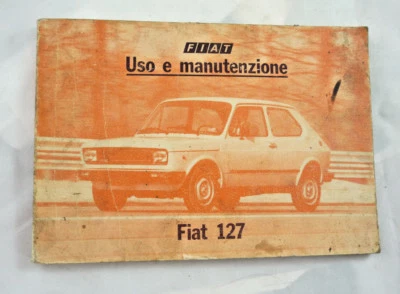 FIAT
Uso e manutenzione
Fiat 127